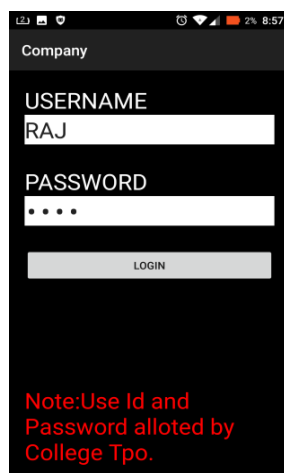 2% 8:57
Company
USERNAME
RAJ
PASSWORD
••••
LOGIN
Note:Use Id and
Password alloted by
College Tpo.